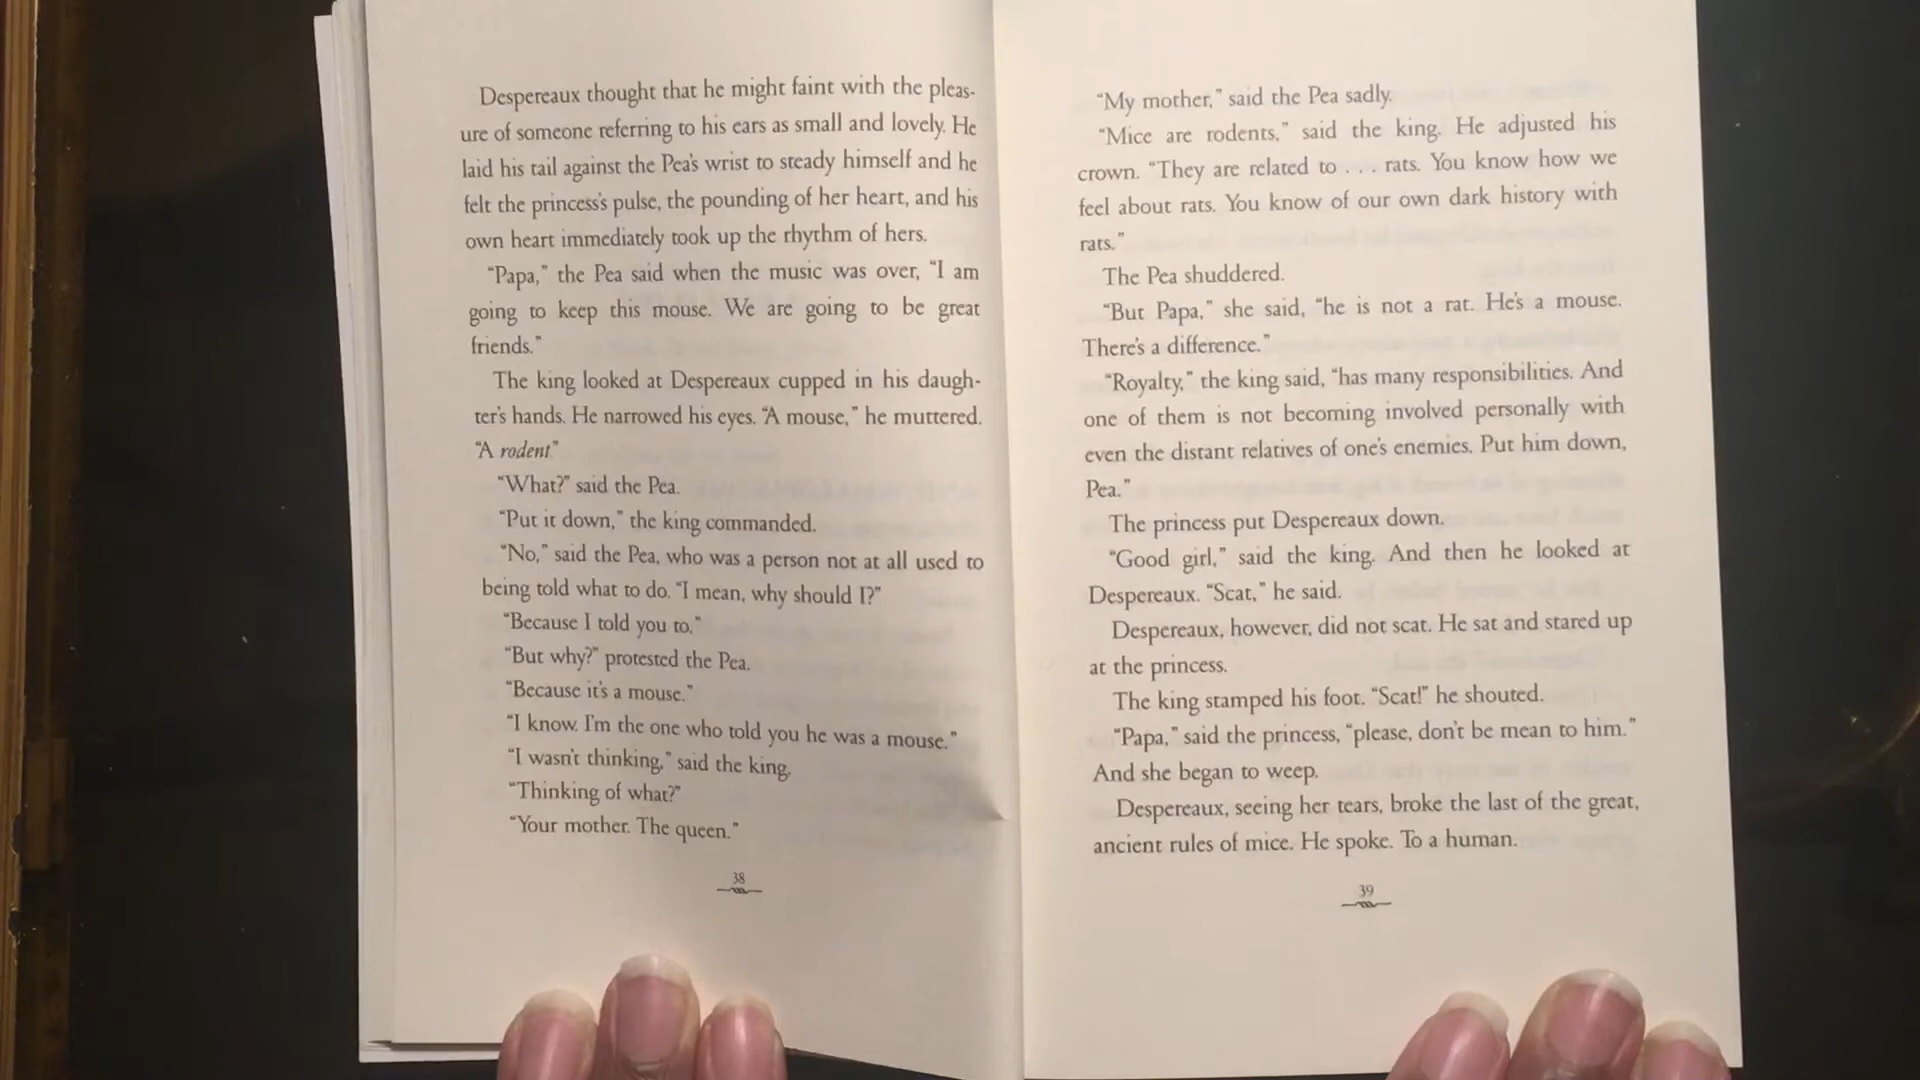 Despereaux thought that he might faint with the pleas-
ure of someone referring to his ears as small and lovely. He
laid his tail against the Pea's wrist to steady himself and he
felt the princess's pulse, the pounding of her heart, and his
own heart immediately took up the rhythm of hers.
“Papa,” the Pea said when the music was over, “I am
going to keep this mouse. We are going to be great
friends.”
The king looked at Despereaux cupped in his daugh-
ter's hands. He narrowed his eyes. “A mouse,” he muttered.
“A rodent.”
“What?” said the Pea.
“Put it down,” the king commanded.
“No,” said the Pea, who was a person not at all used to
being told what to do. “I mean, why should I?”
“Because I told you to.”
“But why?” protested the Pea.
“Because it's a mouse.”
“I know. I'm the one who told you he was a mouse.”
“I wasn't thinking,” said the king.
“Thinking of what?”
“Your mother. The queen.”
38
“My mother,” said the Pea sadly.
“Mice are rodents,” said the king. He adjusted his
crown. “They are related to . . . rats. You know how we
feel about rats. You know of our own dark history with
rats.”
The Pea shuddered.
“But Papa,” she said, “he is not a rat. He's a mouse.
There's a difference.”
“Royalty,” the king said, “has many responsibilities. And
one of them is not becoming involved personally with
even the distant relatives of one's enemies. Put him down,
Pea.”
The princess put Despereaux down.
“Good girl,” said the king. And then he looked at
Despereaux. “Scat,” he said.
Despereaux, however, did not scat. He sat and stared up
at the princess.
The king stamped his foot. “Scat!” he shouted.
“Papa,” said the princess, “please, don't be mean to him.”
And she began to weep.
Despereaux, seeing her tears, broke the last of the great,
ancient rules of mice. He spoke. To a human.
39